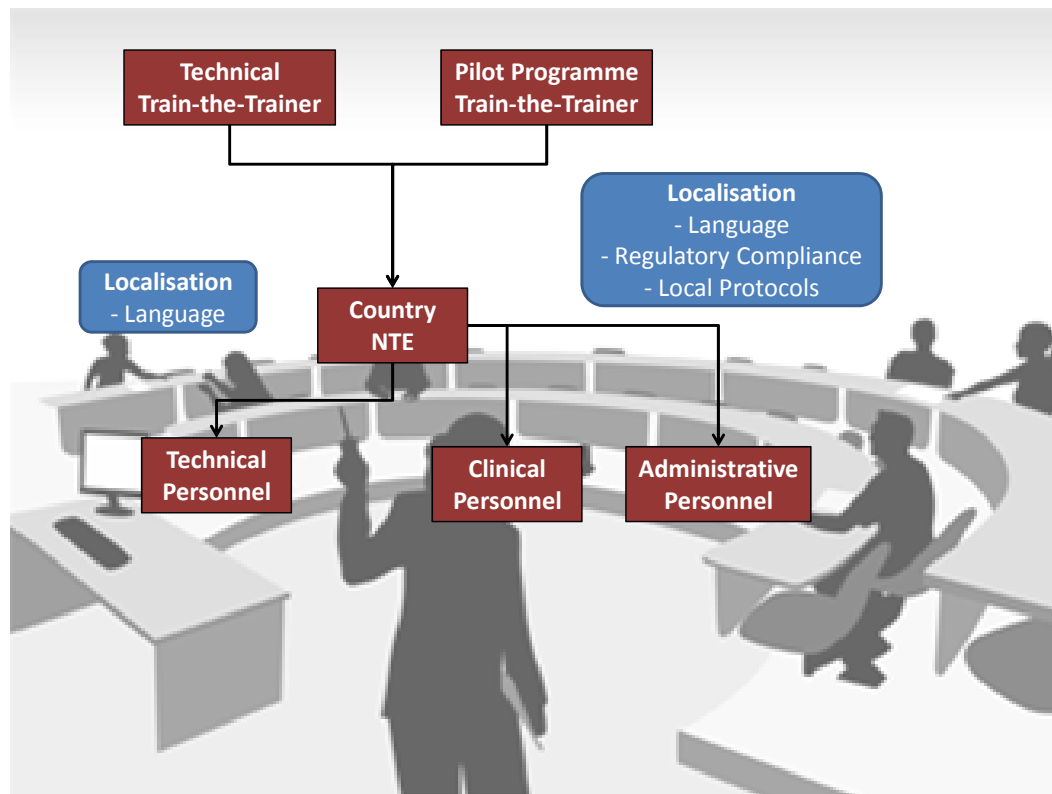 Technical
Train-the-Trainer
Pilot Programme
Train-the-Trainer
Localisation
- Language
- Regulatory Compliance
- Local Protocols
Localisation
- Language
Country
NTE
Technical
Personnel
Clinical
Personnel
Administrative
Personnel